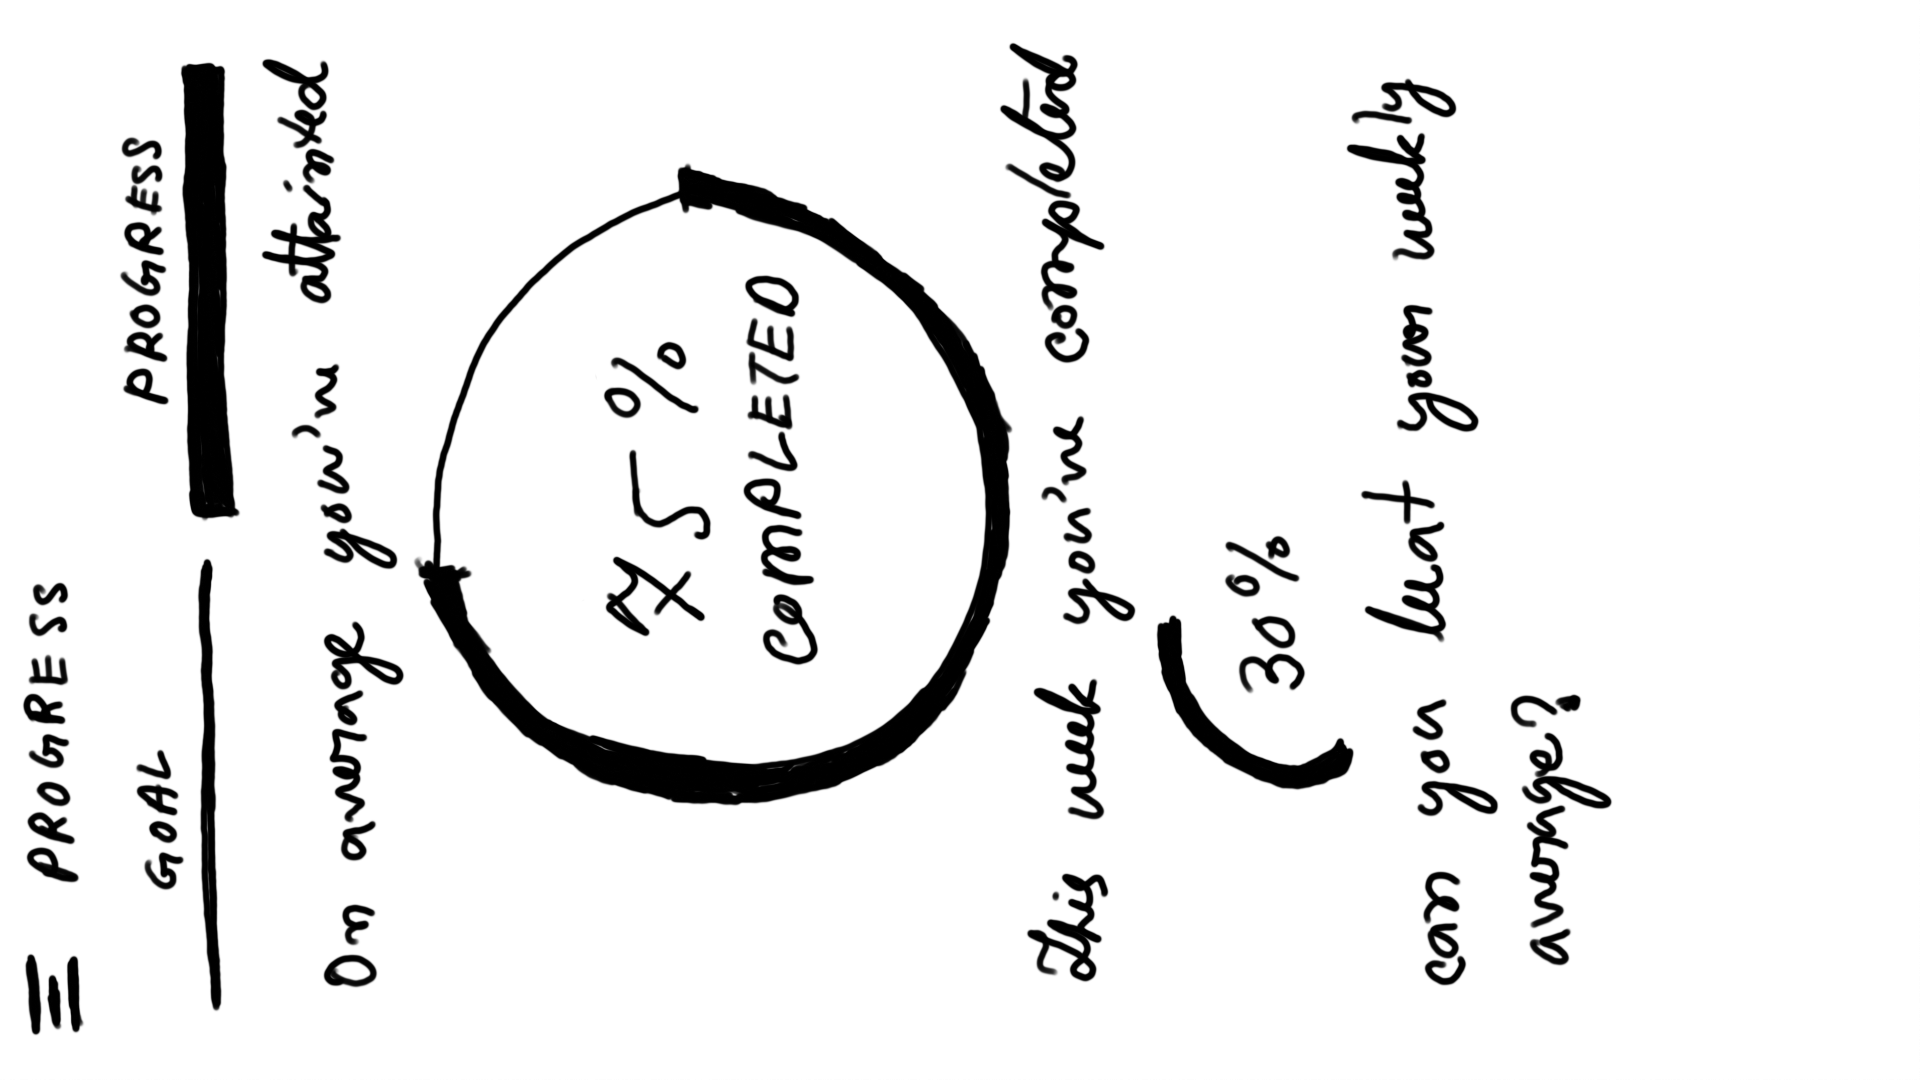 PROGRESS
GOAL PROGRESS
On average you've attained
75%
COMPLETED
This week you've completed
30%
can you beat your weekly
average?